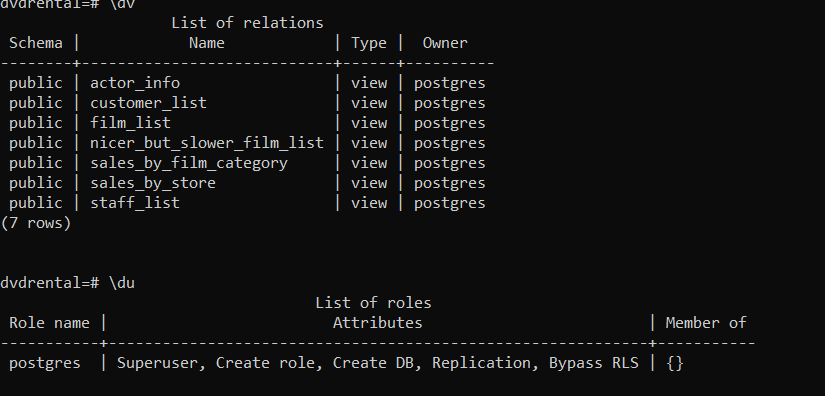 dvdrental=# \dv
                   List of relations
 Schema |            Name            | Type |  Owner
--------+----------------------------+------+----------
 public | actor_info                 | view | postgres
 public | customer_list              | view | postgres
 public | film_list                  | view | postgres
 public | nicer_but_slower_film_list | view | postgres
 public | sales_by_film_category     | view | postgres
 public | sales_by_store             | view | postgres
 public | staff_list                 | view | postgres
(7 rows)
dvdrental=# \du
                                   List of roles
 Role name |                         Attributes                         | Member of
-----------+------------------------------------------------------------+-----------
 postgres  | Superuser, Create role, Create DB, Replication, Bypass RLS | {}